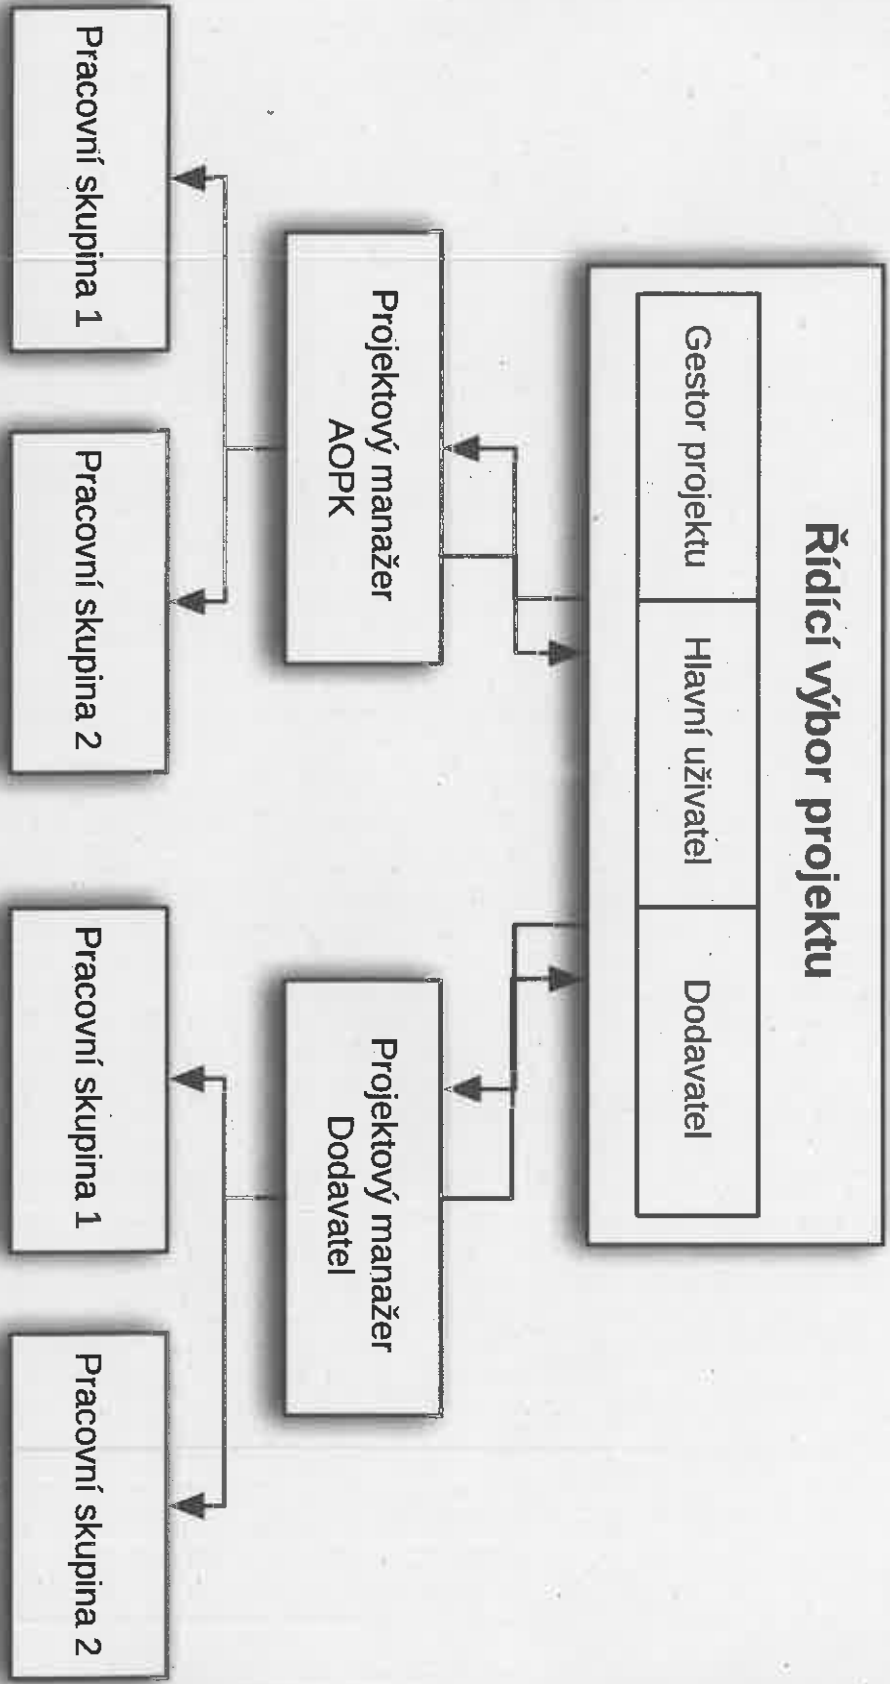 Řídící výbor projektu
Gestor projektu
Hlavní uživatel
Dodavatel
Projektový manažer
AOPK
Projektový manažer
Dodavatel
Pracovní skupina 1
Pracovní skupina 2
Pracovní skupina 1
Pracovní skupina 2